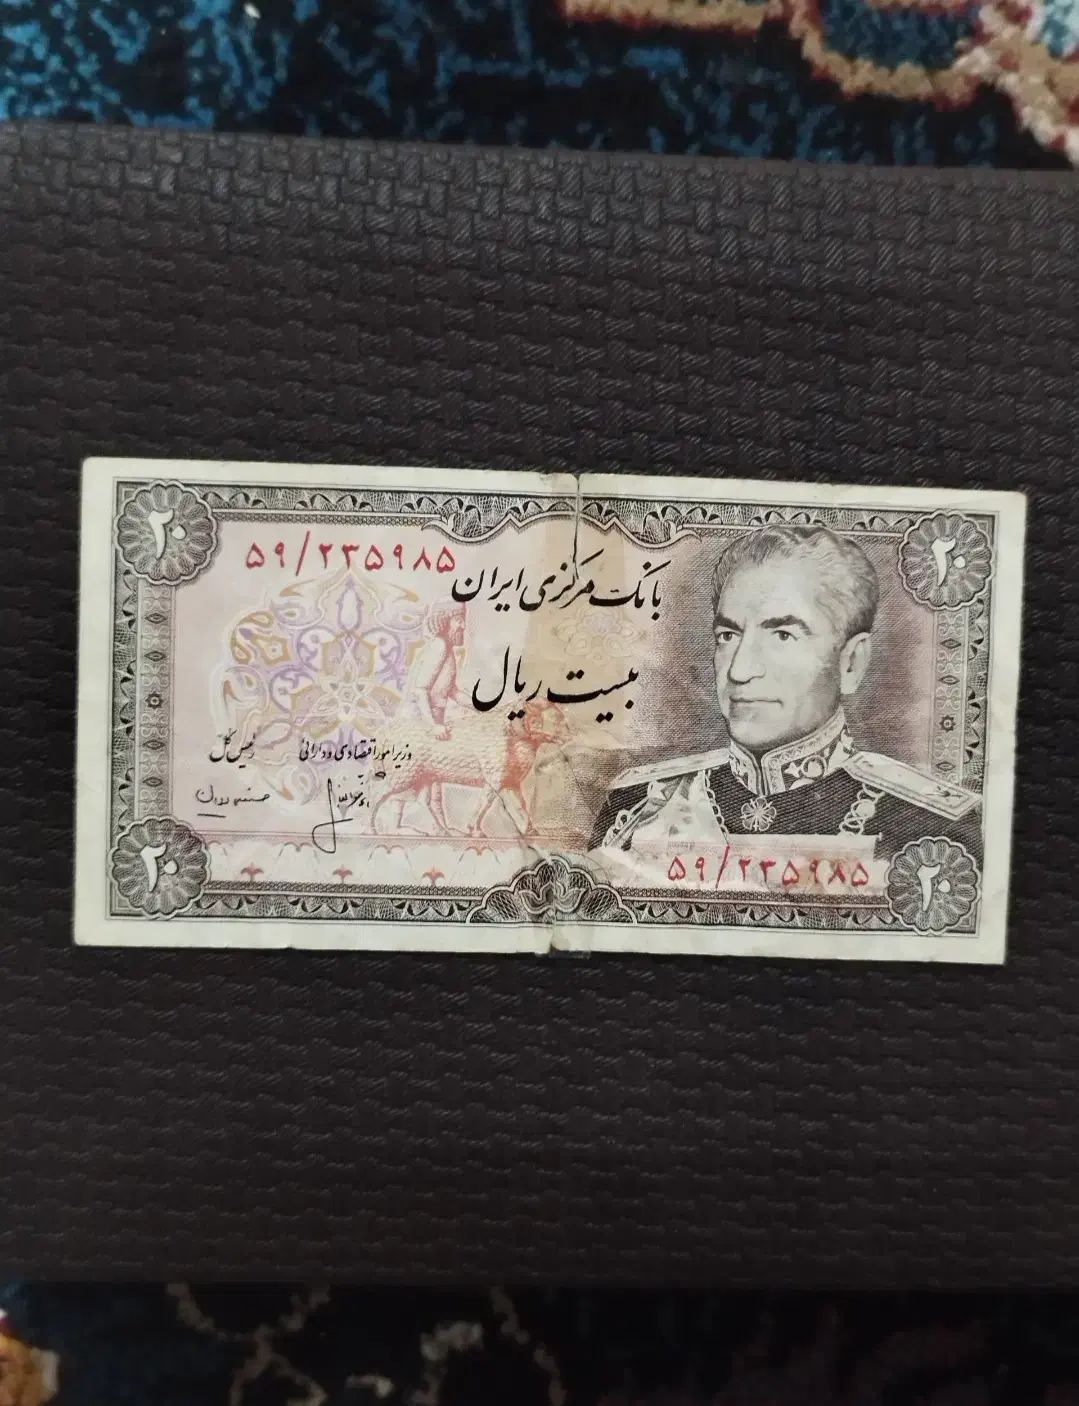 ۲۰
۲۰
۵۹/۲۳۵۹۸۵
بانک مرکزی ایران
بیست ریال
وزیر امور اقتصادی و دارائی
رئیس کل
۵۹/۲۳۵۹۸۵
۲۰
۲۰